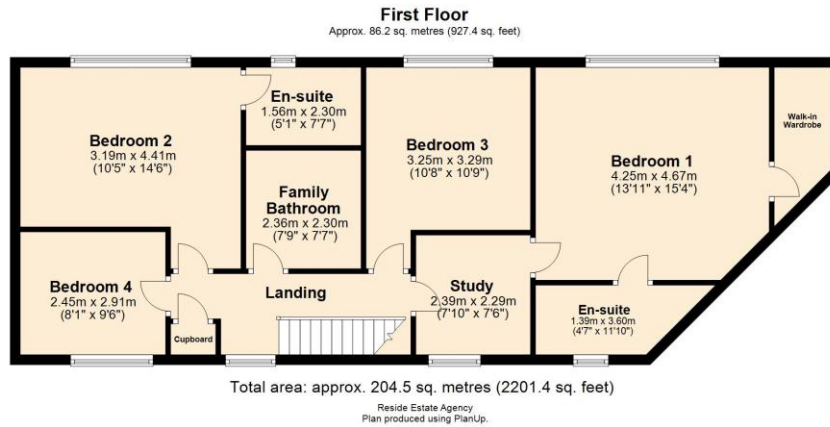 First Floor
Approx. 86.2 sq. metres (927.4 sq. feet)
Bedroom 2
3.19m x 4.41m
(10'5" x 14'6")
En-suite
1.56m x 2.30m
(5'1" x 7'7")
Family
Bathroom
2.36m x 2.30m
(7'9" x 7'7")
Bedroom 3
3.25m x 3.29m
(10'8" x 10'9")
Bedroom 1
4.25m x 4.67m
(13'11" x 15'4")
Walk-in
Wardrobe
Bedroom 4
2.45m x 2.91m
(8'1" x 9'6")
Cupboard
Landing
Study
2.39m x 2.29m
(7'10" x 7'6")
En-suite
1.39m x 3.60m
(4'7" x 11'10")
Total area: approx. 204.5 sq. metres (2201.4 sq. feet)
Reside Estate Agency
Plan produced using PlanUp.